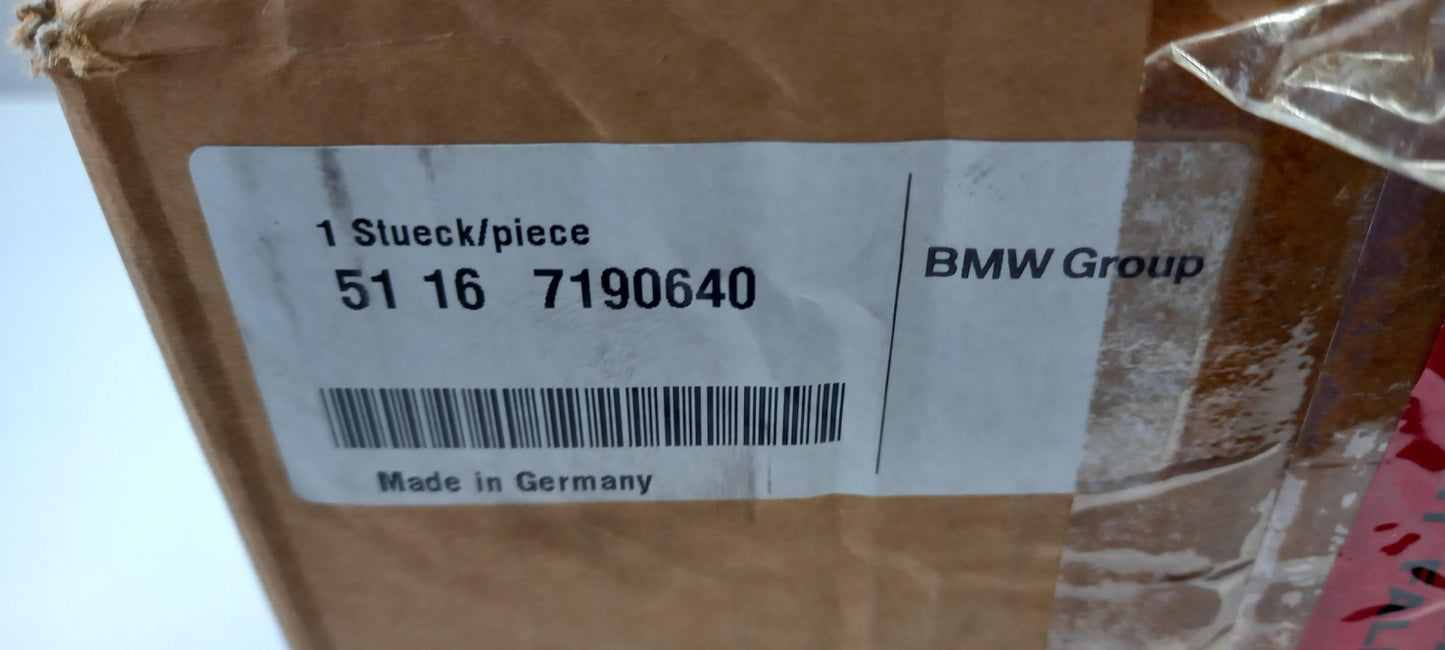 1 Stueck/piece
51 16 7190640
Made in Germany
BMW Group